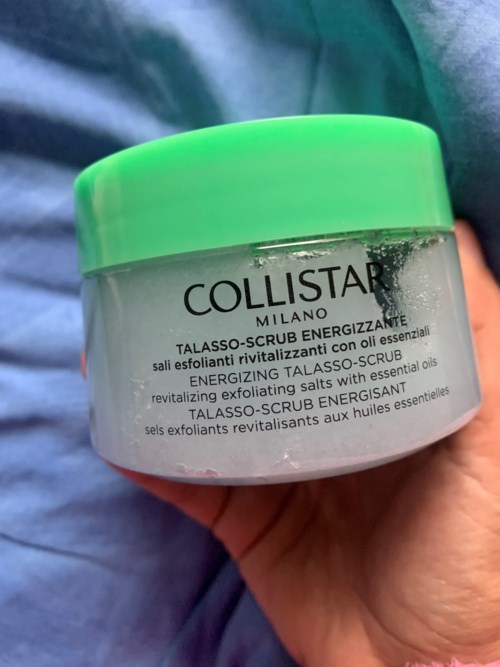 COLLISTAR
MILANO
TALASSO-SCRUB ENERGIZZANTE
sali esfolianti rivitalizzanti con oli essenziali
ENERGIZING TALASSO-SCRUB
revitalizing exfoliating salts with essential oils
TALASSO-SCRUB ENERGISANT
sels exfoliants revitalisants aux huiles essentielles